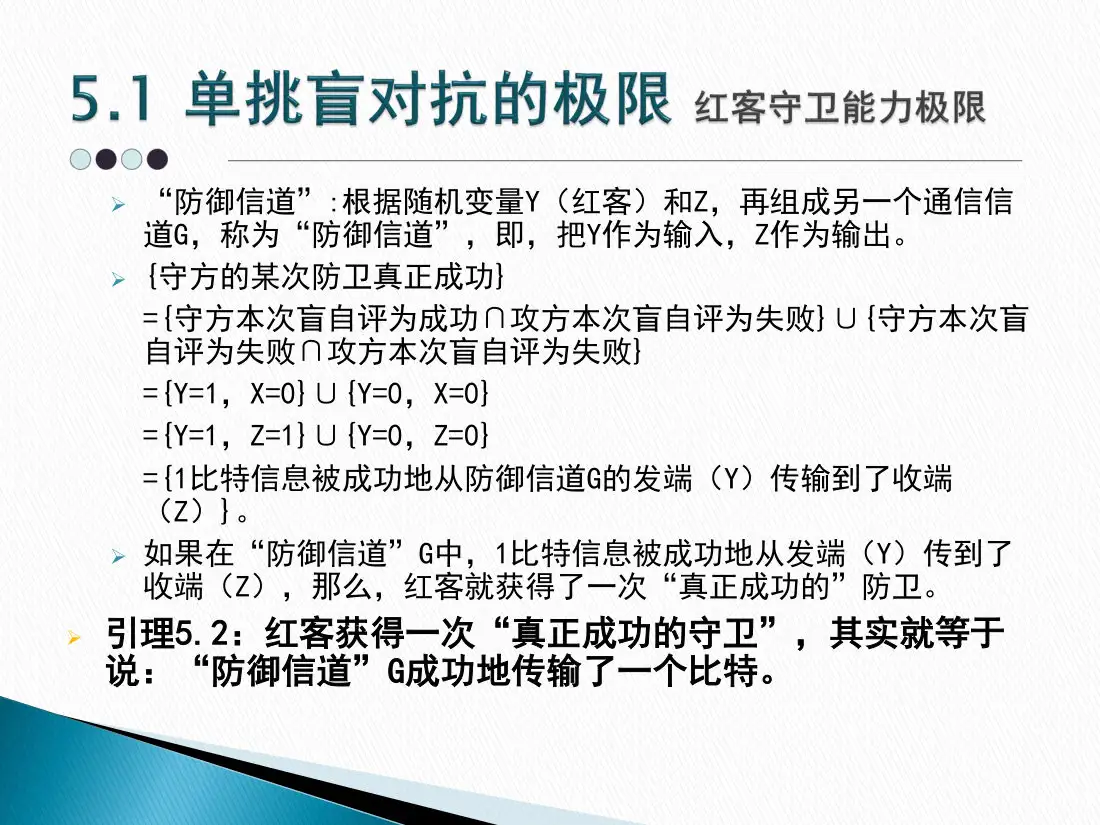 5.1 单挑盲对抗的极限 红客守卫能力极限
“防御信道”:根据随机变量Y（红客）和Z，再组成另一个通信信
道G，称为“防御信道”，即，把Y作为输入，Z作为输出。
{守方的某次防卫真正成功}
={守方本次盲自评为成功∩攻方本次盲自评为失败}∪{守方本次盲
自评为失败∩攻方本次盲自评为失败}
={Y=1，X=0}∪{Y=0，X=0}
={Y=1，Z=1}∪{Y=0，Z=0}
={1比特信息被成功地从防御信道G的发端（Y）传输到了收端
（Z）}。
如果在“防御信道”G中，1比特信息被成功地从发端（Y）传到了
收端（Z），那么，红客就获得了一次“真正成功的”防卫。
引理5.2：红客获得一次“真正成功的守卫”，其实就等于
说：“防御信道”G成功地传输了一个比特。